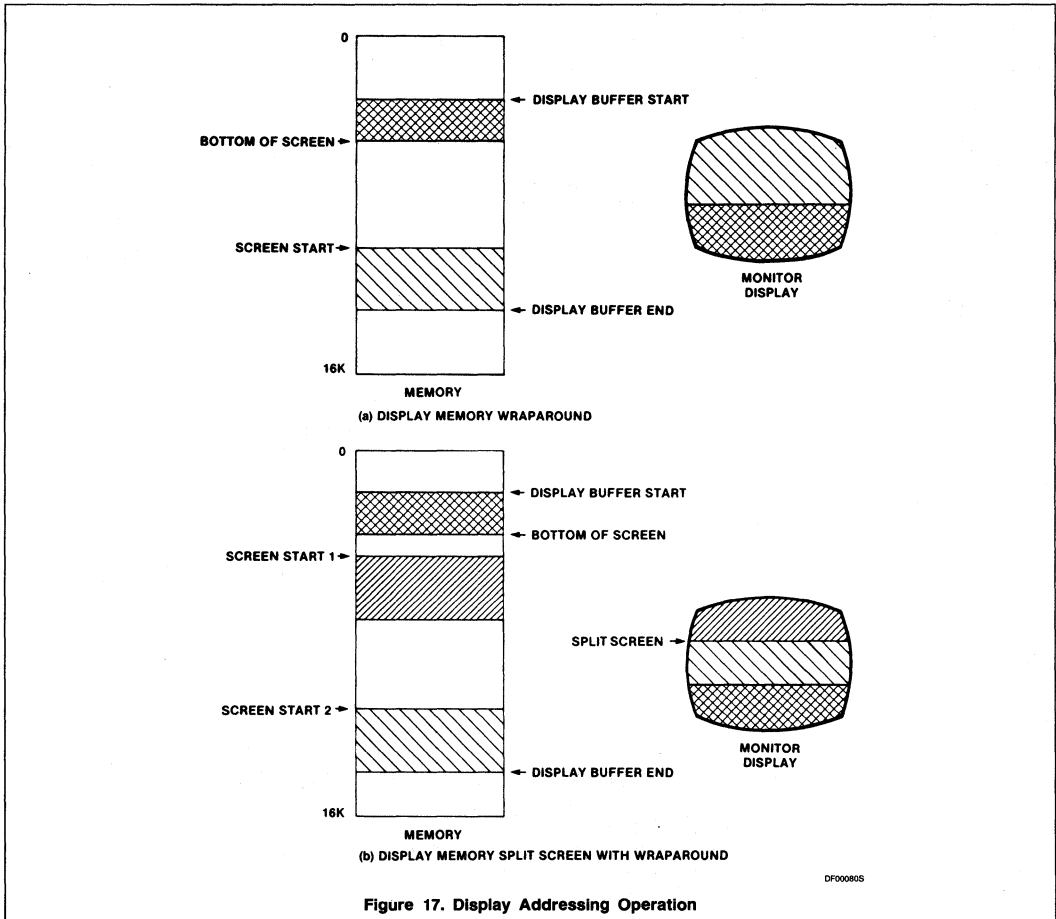 0
DISPLAY BUFFER START
BOTTOM OF SCREEN
SCREEN START
DISPLAY BUFFER END
16K
MEMORY
MONITOR
DISPLAY
(a) DISPLAY MEMORY WRAPAROUND
0
DISPLAY BUFFER START
BOTTOM OF SCREEN
SCREEN START 1
SPLIT SCREEN
SCREEN START 2
MONITOR
DISPLAY
DISPLAY BUFFER END
16K
MEMORY
(b) DISPLAY MEMORY SPLIT SCREEN WITH WRAPAROUND
DF00080S
Figure 17. Display Addressing Operation